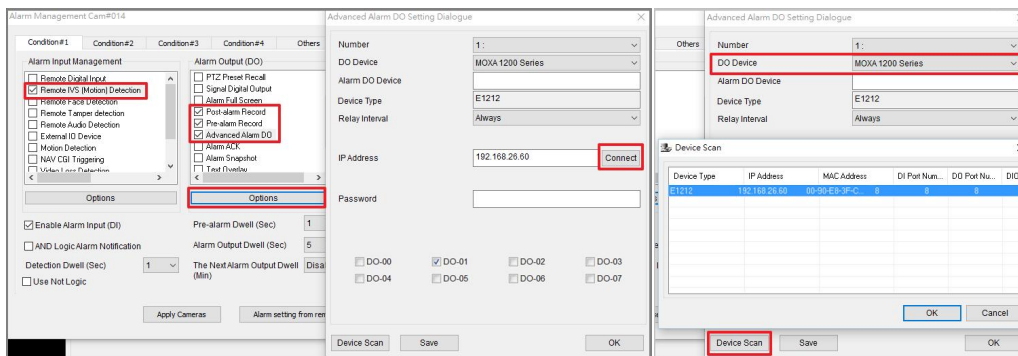 Alarm Management Cam#014
Condition#1
Condition#2
Condition#3
Condition#4
Others
Alarm Input Management
Remote Digital Input
Remote IVS (Motion) Detection
Remote Face Detection
Remote Tamper detection
Remote Audio Detection
External IO Device
Motion Detection
NAV CGI Triggering
Video Loss Detection
Options
Enable Alarm Input (DI)
AND Logic Alarm Notification
Detection Dwell (Sec)
1
Use Not Logic
Alarm Output (DO)
PTZ Preset Recall
Signal Digital Output
Alarm Full Screen
Post-alarm Record
Pre-alarm Record
Advanced Alarm DO
Alarm ACK
Alarm Snapshot
Text Overlay
Options
Pre-alarm Dwell (Sec)
1
Alarm Output Dwell (Sec)
5
The Next Alarm Output Dwell
(Min)
Disa
Apply Cameras
Alarm setting from rem
Advanced Alarm DO Setting Dialogue
Number
1 :
DO Device
MOXA 1200 Series
Alarm DO Device
Device Type
E1212
Relay Interval
Always
IP Address
192.168.26.60
Connect
Password
DO-00
DO-01
DO-02
DO-03
DO-04
DO-05
DO-06
DO-07
Device Scan
Save
OK
Others
Advanced Alarm DO Setting Dialogue
Number
1 :
DO Device
MOXA 1200 Series
Alarm DO Device
Device Type
E1212
Relay Interval
Always
Device Scan
Device Type
IP Address
MAC Address
DI Port Num...
DO Port Nu...
DIO
E1212
192.168.26.60
00-90-E8-3F-C...
8
8
8
OK
Cancel
Device Scan
Save
OK